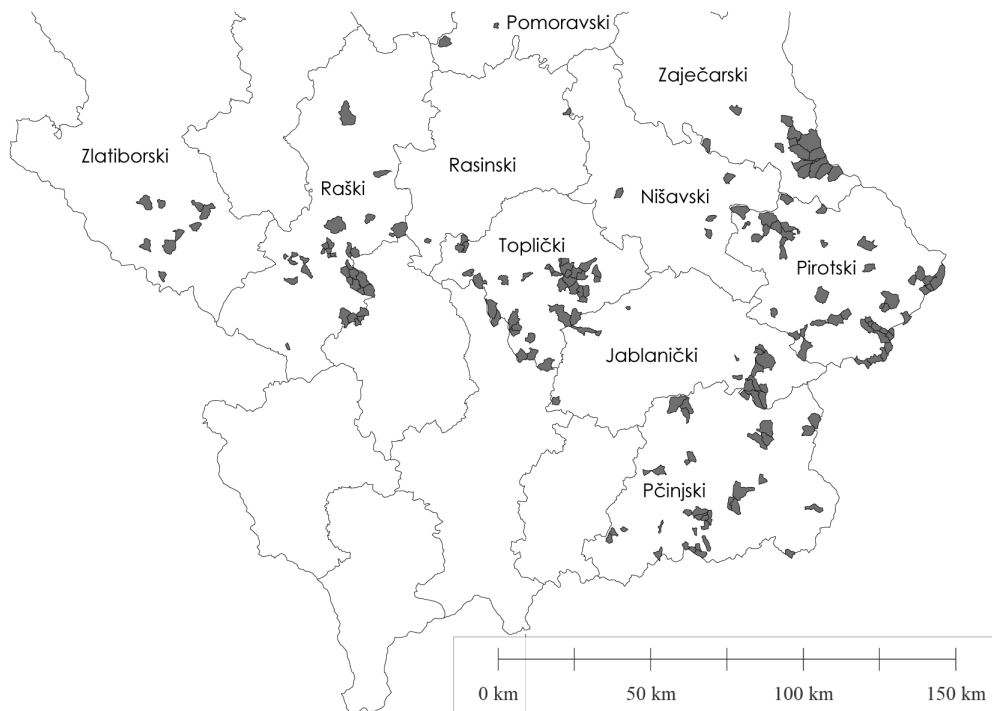 Pomoravski
Zaječarski
Zlatiborski
Rasinski
Raški
Nišavski
Toplički
Pirotski
Jablanički
Pčinjski
0 km 50 km 100 km 150 km